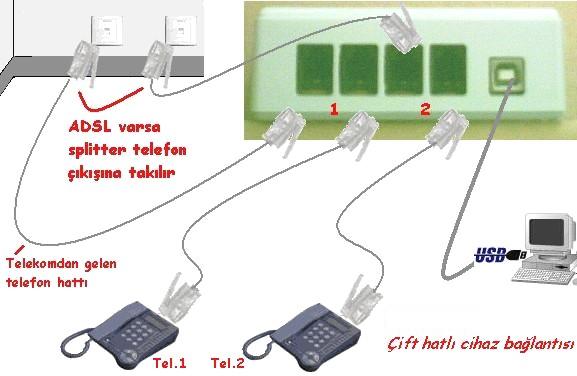 1
2
ADSL varsa
splitter telefon
çıkışına takılır
Telekomdan gelen
telefon hattı
USB
Tel.1
Tel.2
Çift hatlı cihaz bağlantısı